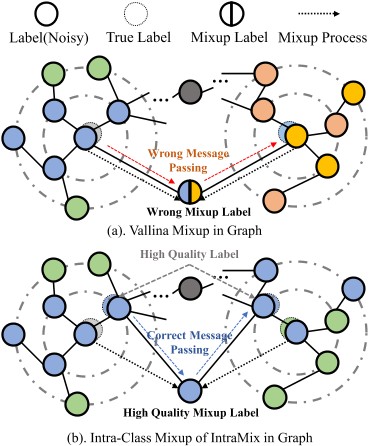 Label(Noisy) True Label Mixup Label Mixup Process
...
...
Wrong Message
Passing
Wrong Mixup Label
(a). Vallina Mixup in Graph
High Quality Label
...
...
Correct Message
Passing
High Quality Mixup Label
(b). Intra-Class Mixup of IntraMix in Graph